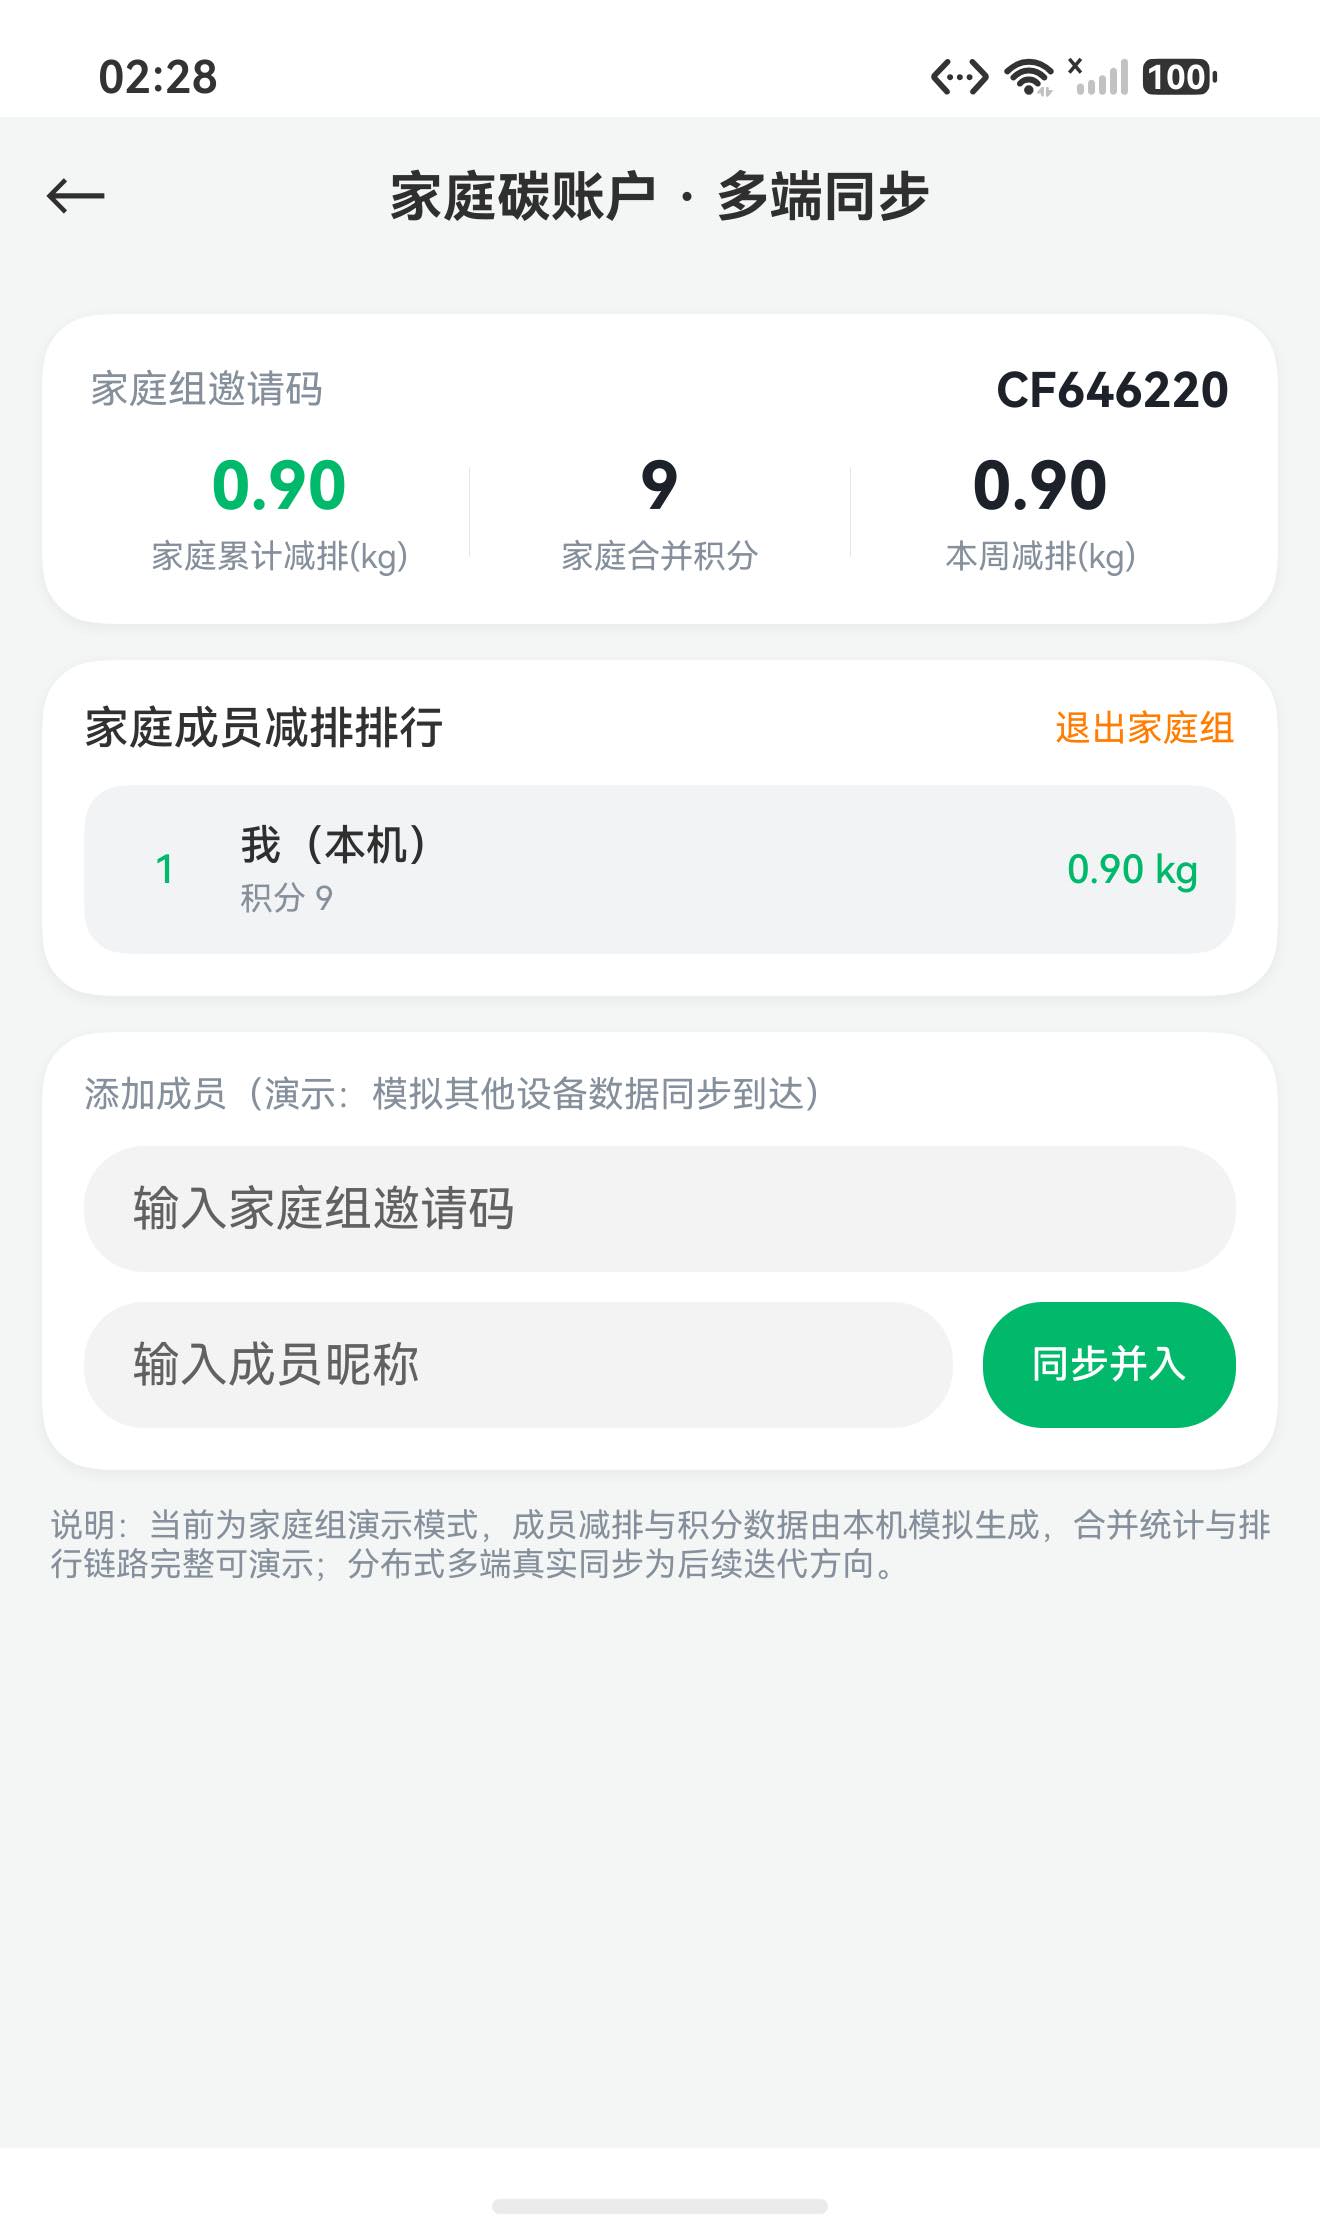 02:28
100
家庭碳账户 · 多端同步
家庭组邀请码 CF646220
0.90 9 0.90
家庭累计减排(kg) 家庭合并积分 本周减排(kg)
家庭成员减排排行 退出家庭组
1 我（本机） 0.90 kg
积分 9
添加成员（演示：模拟其他设备数据同步到达）
输入家庭组邀请码
输入成员昵称 同步并入
说明：当前为家庭组演示模式，成员减排与积分数据由本机模拟生成，合并统计与排
行链路完整可演示；分布式多端真实同步为后续迭代方向。